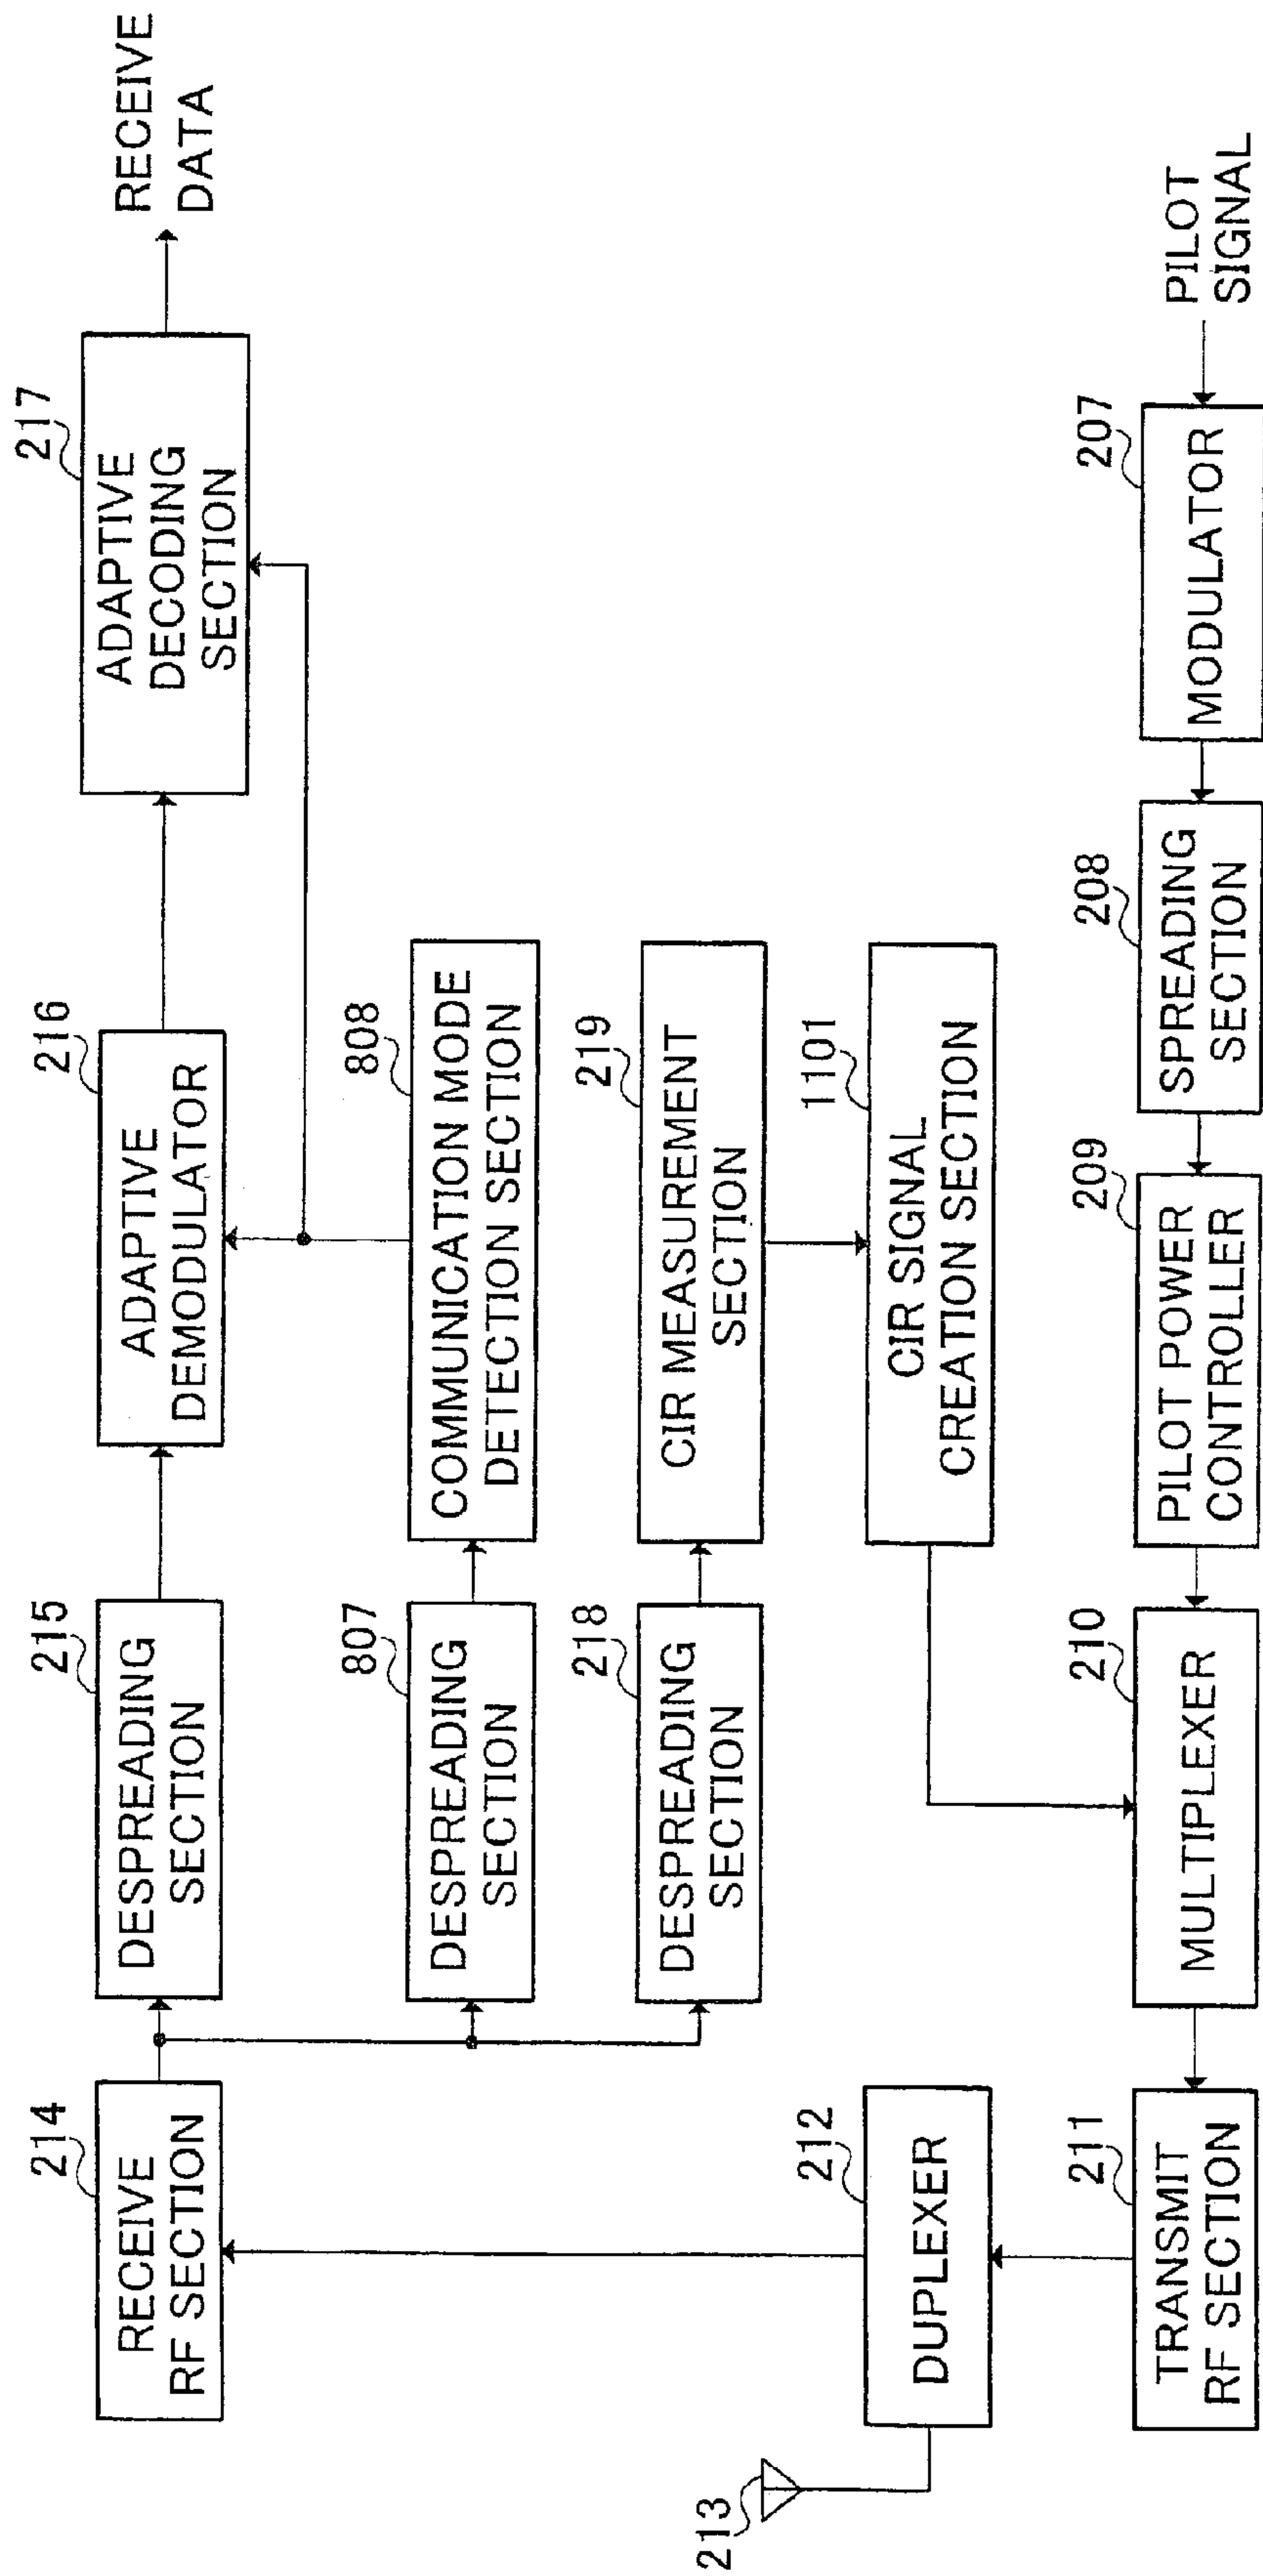 214
RECEIVE
RF SECTION
215
DESPREADING
SECTION
216
ADAPTIVE
DEMODULATOR
217
ADAPTIVE
DECODING
SECTION
RECEIVE
DATA
807
DESPREADING
SECTION
808
COMMUNICATION MODE
DETECTION SECTION
218
DESPREADING
SECTION
219
CIR MEASUREMENT
SECTION
213
212
DUPLEXER
1101
CIR SIGNAL
CREATION SECTION
211
TRANSMIT
RF SECTION
210
MULTIPLEXER
209
PILOT POWER
CONTROLLER
208
SPREADING
SECTION
207
MODULATOR
PILOT
SIGNAL